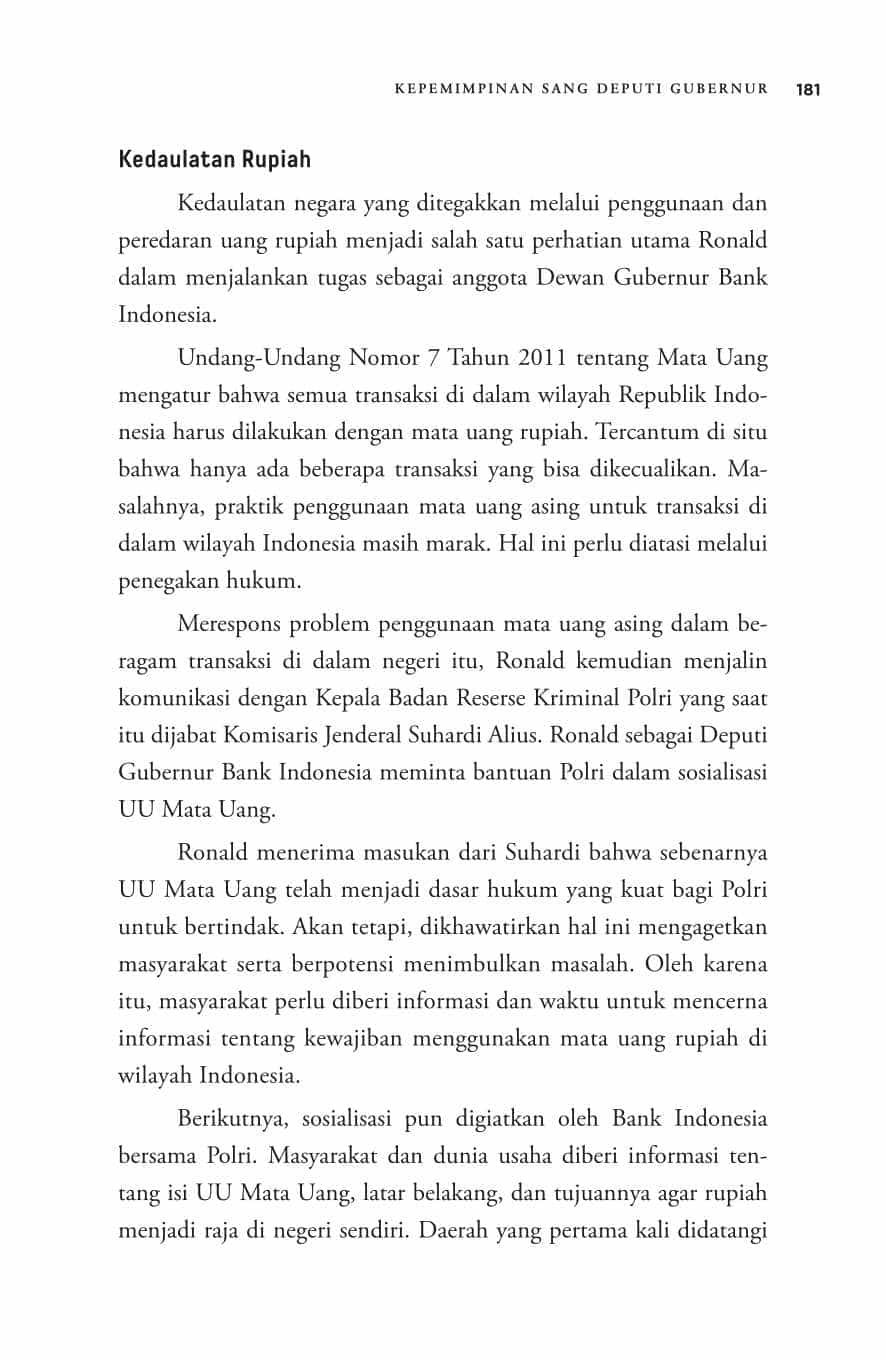 KEPEMIMPINAN SANG DEPUTI GUBERNUR 181
Kedaulatan Rupiah
Kedaulatan negara yang ditegakkan melalui penggunaan dan
peredaran uang rupiah menjadi salah satu perhatian utama Ronald
dalam menjalankan tugas sebagai anggota Dewan Gubernur Bank
Indonesia.
Undang-Undang Nomor 7 Tahun 2011 tentang Mata Uang
mengatur bahwa semua transaksi di dalam wilayah Republik Indo-
nesia harus dilakukan dengan mata uang rupiah. Tercantum di situ
bahwa hanya ada beberapa transaksi yang bisa dikecualikan. Ma-
salahnya, praktik penggunaan mata uang asing untuk transaksi di
dalam wilayah Indonesia masih marak. Hal ini perlu diatasi melalui
penegakan hukum.
Merespons problem penggunaan mata uang asing dalam be-
ragam transaksi di dalam negeri itu, Ronald kemudian menjalin
komunikasi dengan Kepala Badan Reserse Kriminal Polri yang saat
itu dijabat Komisaris Jenderal Suhardi Alius. Ronald sebagai Deputi
Gubernur Bank Indonesia meminta bantuan Polri dalam sosialisasi
UU Mata Uang.
Ronald menerima masukan dari Suhardi bahwa sebenarnya
UU Mata Uang telah menjadi dasar hukum yang kuat bagi Polri
untuk bertindak. Akan tetapi, dikhawatirkan hal ini mengagetkan
masyarakat serta berpotensi menimbulkan masalah. Oleh karena
itu, masyarakat perlu diberi informasi dan waktu untuk mencerna
informasi tentang kewajiban menggunakan mata uang rupiah di
wilayah Indonesia.
Berikutnya, sosialisasi pun digiatkan oleh Bank Indonesia
bersama Polri. Masyarakat dan dunia usaha diberi informasi ten-
tang isi UU Mata Uang, latar belakang, dan tujuannya agar rupiah
menjadi raja di negeri sendiri. Daerah yang pertama kali didatangi